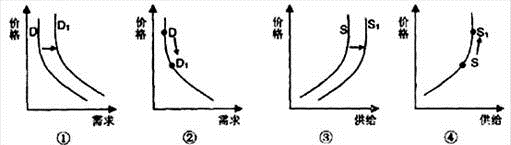 价格 D D₁ 需求 ①
价格 D D₁ 需求 ②
价格 S S₁ 供给 ③
价格 S₁ S 供给 ④